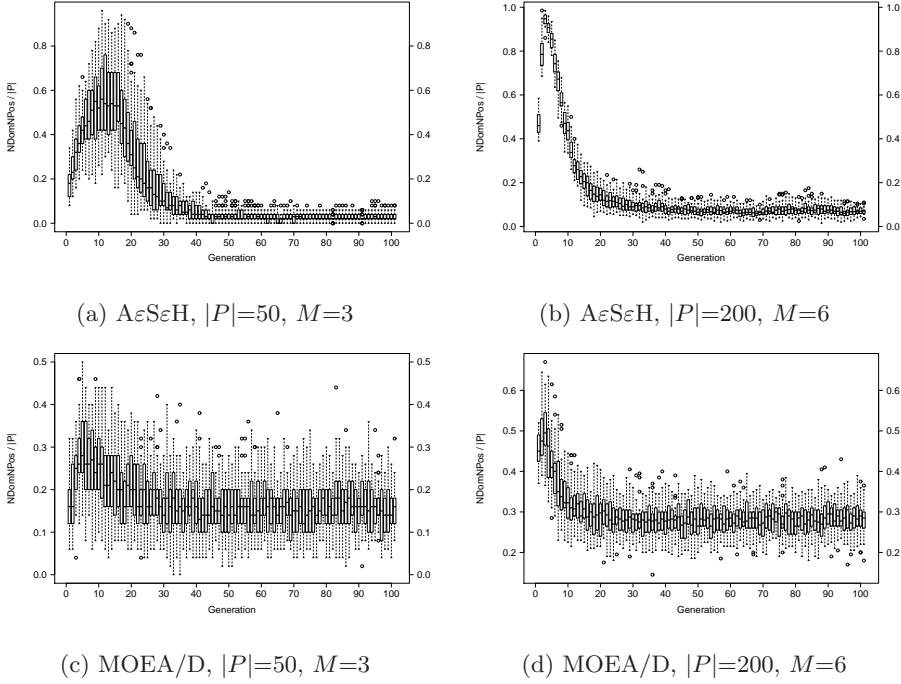 0.0 0.2 0.4 0.6 0.8
NDomNPos / |P|
0.0 0.2 0.4 0.6 0.8
0 10 20 30 40 50 60 70 80 90 100
Generation
(a) AεSεH, |P|=50, M=3
0.0 0.2 0.4 0.6 0.8 1.0
NDomNPos / |P|
0.0 0.2 0.4 0.6 0.8 1.0
0 10 20 30 40 50 60 70 80 90 100
Generation
(b) AεSεH, |P|=200, M=6
0.0 0.1 0.2 0.3 0.4 0.5
NDomNPos / |P|
0.0 0.1 0.2 0.3 0.4 0.5
0 10 20 30 40 50 60 70 80 90 100
Generation
(c) MOEA/D, |P|=50, M=3
0.2 0.3 0.4 0.5 0.6
NDomNPos / |P|
0.2 0.3 0.4 0.5 0.6
0 10 20 30 40 50 60 70 80 90 100
Generation
(d) MOEA/D, |P|=200, M=6